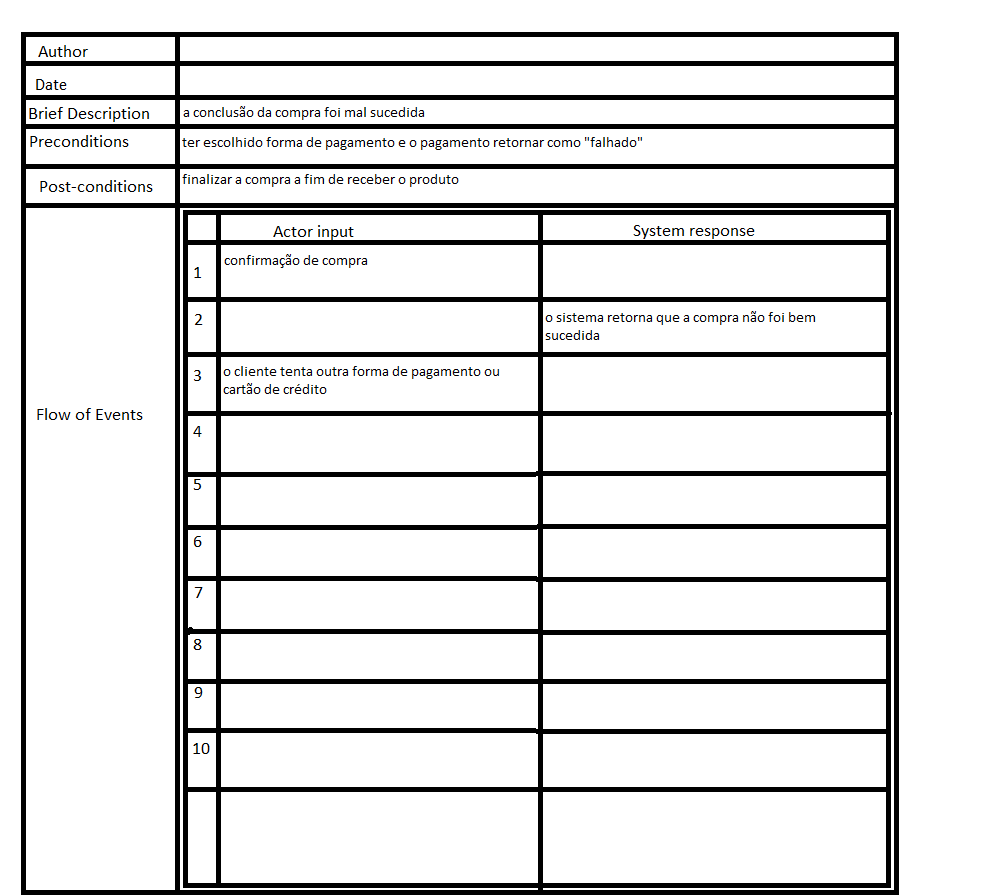 Author
Date
Brief Description
a conclusão da compra foi mal sucedida
Preconditions
ter escolhido forma de pagamento e o pagamento retornar como "falhado"
Post-conditions
finalizar a compra a fim de receber o produto
Flow of Events
Actor input
System response
1
confirmação de compra
2
o sistema retorna que a compra não foi bem
sucedida
3
o cliente tenta outra forma de pagamento ou
cartão de crédito
4
5
6
7
8
9
10